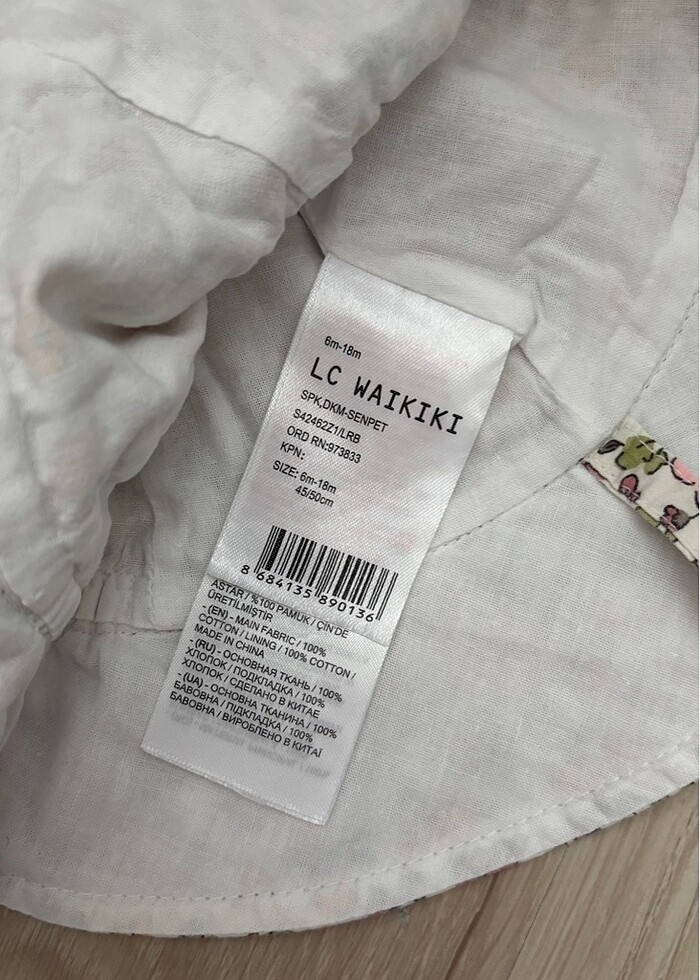 6m-18m
LC WAIKIKI
SPK,DKM-SENPET
S42462Z1/LRB
ORD RN:973833
KPN:
SIZE: 6m-18m
45/50cm
8 684135 890136
ASTAR / %100 PAMUK / ÇİN'DE
ÜRETİLMİŞTİR
- (EN) - MAIN FABRIC / 100%
COTTON / LINING / 100% COTTON /
MADE IN CHINA
- (RU) - ОСНОВНАЯ ТКАНЬ / 100%
ХЛОПОК / ПОДКЛАДКА / 100%
ХЛОПОК / СДЕЛАНО В КИТАЕ
- (UA) - ОСНОВНА ТКАНИНА / 100%
БАВОВНА / ПІДКЛАДКА / 100%
БАВОВНА / ВИРОБЛЕНО В КИТАЇ